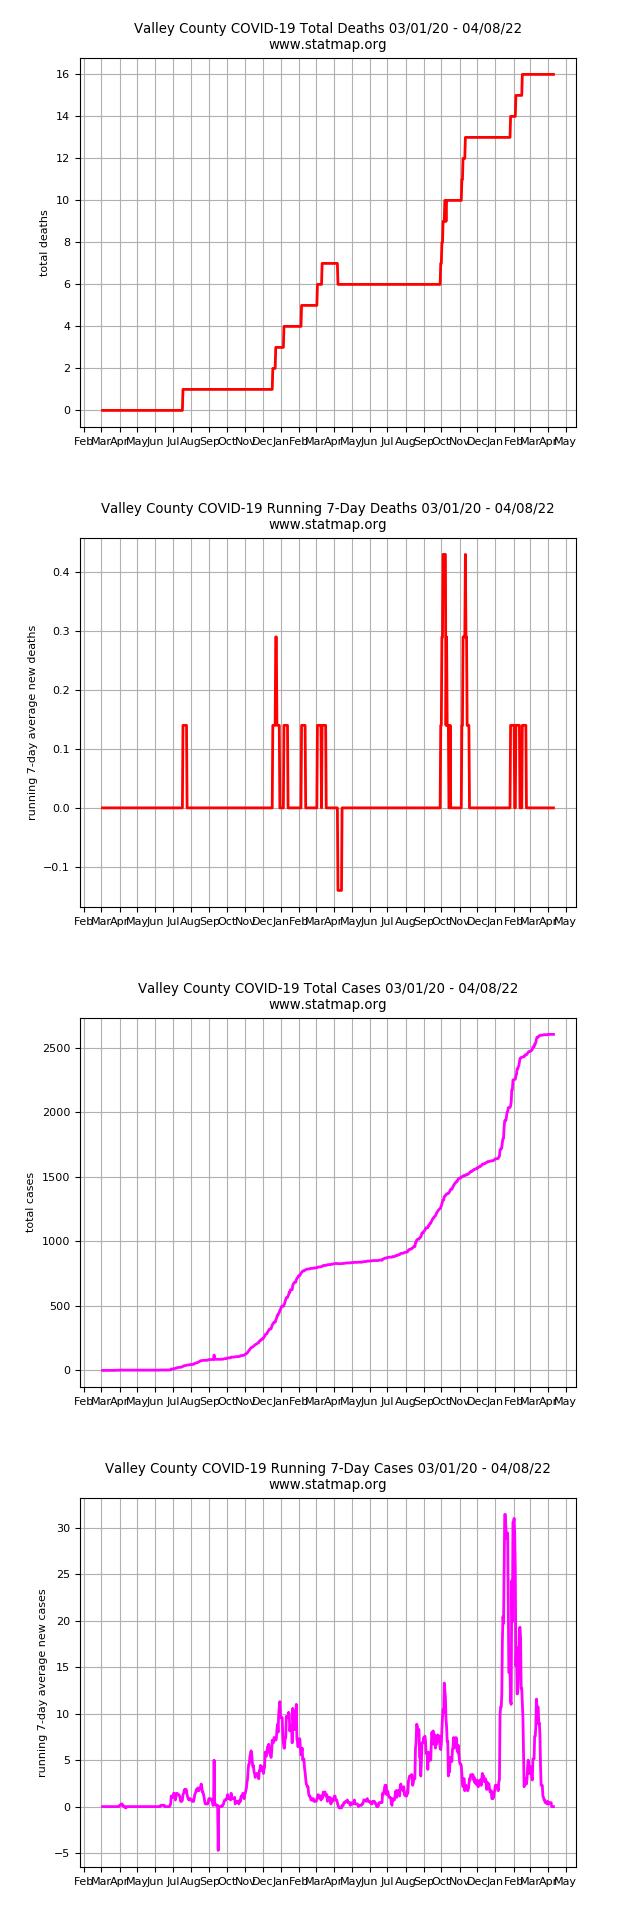 Valley County COVID-19 Total Deaths 03/01/20 - 04/08/22
www.statmap.org
16
14
12
10
8
6
4
2
0
total deaths
Feb Mar Apr May Jun Jul Aug Sep Oct Nov Dec Jan Feb Mar Apr May Jun Jul Aug Sep Oct Nov Dec Jan Feb Mar Apr May
Valley County COVID-19 Running 7-Day Deaths 03/01/20 - 04/08/22
www.statmap.org
0.4
0.3
0.2
0.1
0.0
−0.1
running 7-day average new deaths
Feb Mar Apr May Jun Jul Aug Sep Oct Nov Dec Jan Feb Mar Apr May Jun Jul Aug Sep Oct Nov Dec Jan Feb Mar Apr May
Valley County COVID-19 Total Cases 03/01/20 - 04/08/22
www.statmap.org
2500
2000
1500
1000
500
0
total cases
Feb Mar Apr May Jun Jul Aug Sep Oct Nov Dec Jan Feb Mar Apr May Jun Jul Aug Sep Oct Nov Dec Jan Feb Mar Apr May
Valley County COVID-19 Running 7-Day Cases 03/01/20 - 04/08/22
www.statmap.org
30
25
20
15
10
5
0
−5
running 7-day average new cases
Feb Mar Apr May Jun Jul Aug Sep Oct Nov Dec Jan Feb Mar Apr May Jun Jul Aug Sep Oct Nov Dec Jan Feb Mar Apr May